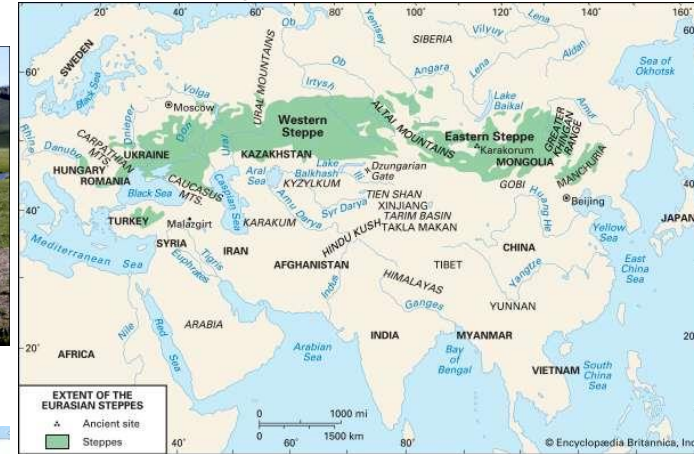 40°
60°
80°
100°
120°
140°
160°
Ob
Yenisey
Lena
Vilyuy
SIBERIA
Aldan
SWEDEN
Black Sea
URAL MOUNTAINS
Ob
Angara
Lena
Sea of
Okhotsk
60°
Irtysh
Volga
Moscow
Lake
Baikal
Amur
Rhine
Dnieper
Don
Western
Steppe
ALTAI MOUNTAINS
Eastern Steppe
GREATER
KHINGAN
RANGE
Danube
CARPATHIAN
MTS.
UKRAINE
Ural
KAZAKHSTAN
Karakorum
MONGOLIA
MANCHURIA
HUNGARY
ROMANIA
Aral
Sea
Lake
Balkhash
Ili
Dzungarian
Gate
GOBI
Black Sea
CAUCASUS
MTS.
Caspian Sea
KYZYLKUM
TIEN SHAN
Huang He
Beijing
40°
TURKEY
Malazgirt
KARAKUM
Amu Darya
Syr Darya
XINJIANG
TARIM BASIN
TAKLA MAKAN
JAPAN
Yellow
Sea
Mediterranean Sea
SYRIA
Tigris
Euphrates
IRAN
AFGHANISTAN
HINDU KUSH
TIBET
CHINA
East
China
Sea
Indus
HIMALAYAS
Yangtze
Nile
Red
Sea
ARABIA
Ganges
YUNNAN
20°
AFRICA
Arabian
Sea
INDIA
Bay
of
Bengal
MYANMAR
VIETNAM
South
China
Sea
20°
EXTENT OF THE
EURASIAN STEPPES
Ancient site
Steppes
0 1000 mi
0 1500 km
40°
60°
80°
100°
© Encyclopædia Britannica, Inc